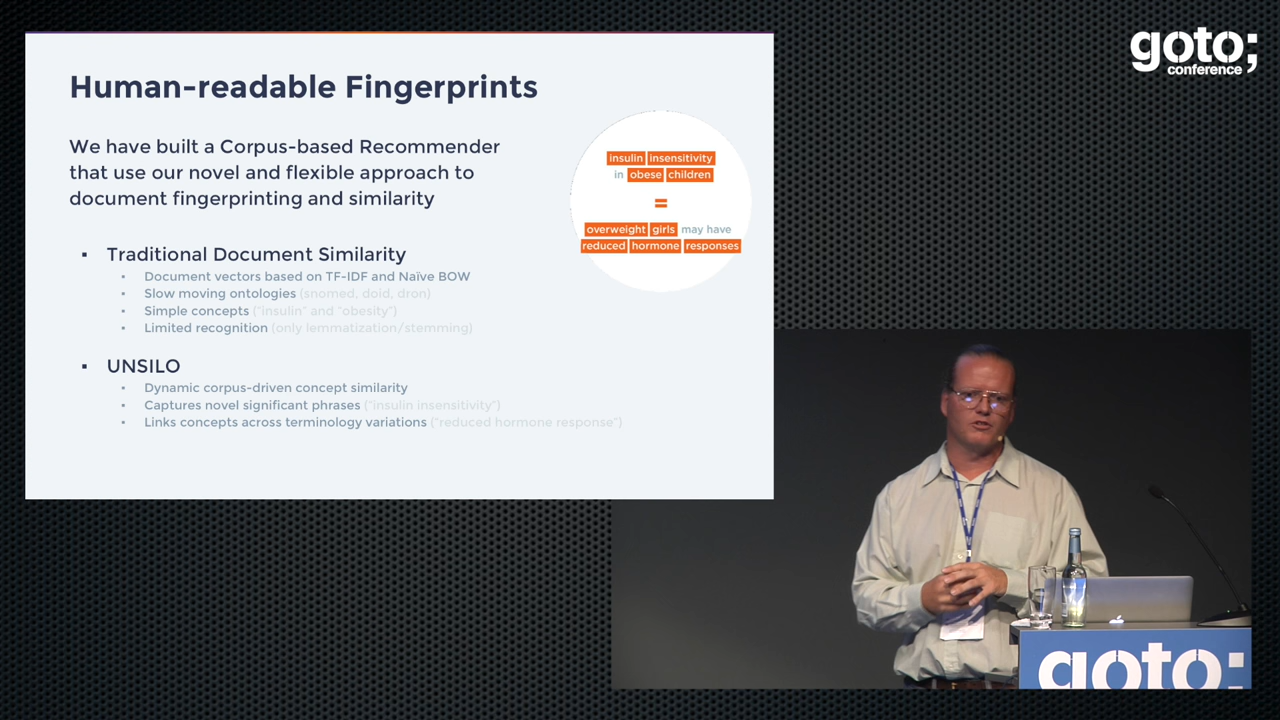 goto;
conference
Human-readable Fingerprints
We have built a Corpus-based Recommender
that use our novel and flexible approach to
document fingerprinting and similarity
insulin insensitivity
in obese children
=
overweight girls may have
reduced hormone responses
▪ Traditional Document Similarity
▪ Document vectors based on TF-IDF and Naïve BOW
▪ Slow moving ontologies (snomed, doid, dron)
▪ Simple concepts ("insulin" and "obesity")
▪ Limited recognition (only lemmatization/stemming)
▪ UNSILO
▪ Dynamic corpus-driven concept similarity
▪ Captures novel significant phrases ("insulin insensitivity")
▪ Links concepts across terminology variations ("reduced hormone response")
goto;